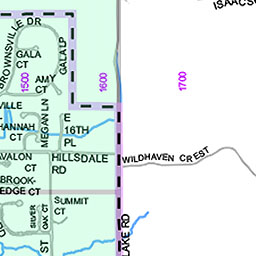 ISAACS
BROWNSVILLE DR
GALA
CT
GALA LP
AMY
CT
1500
1600
1700
VILLE
HANNAH
CT
MEGAN LN
E
16TH
PL
AVALON
CT
HILLSDALE
RD
WILDHAVEN CREST
BROOK-
EDGE CT
SILVER
OAK CT
SUMMIT
CT
ST
LAKE RD